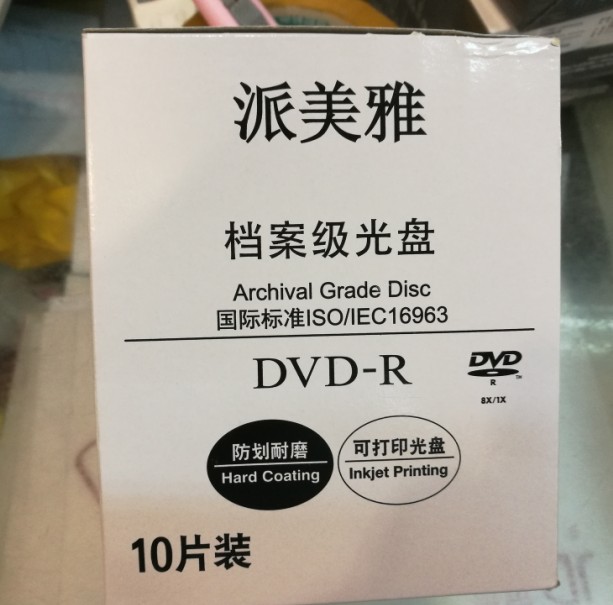 派美雅
档案级光盘
Archival Grade Disc
国际标准ISO/IEC16963
DVD-R
DVD
R
TM
8X/1X
防划耐磨
Hard Coating
可打印光盘
Inkjet Printing
10片装